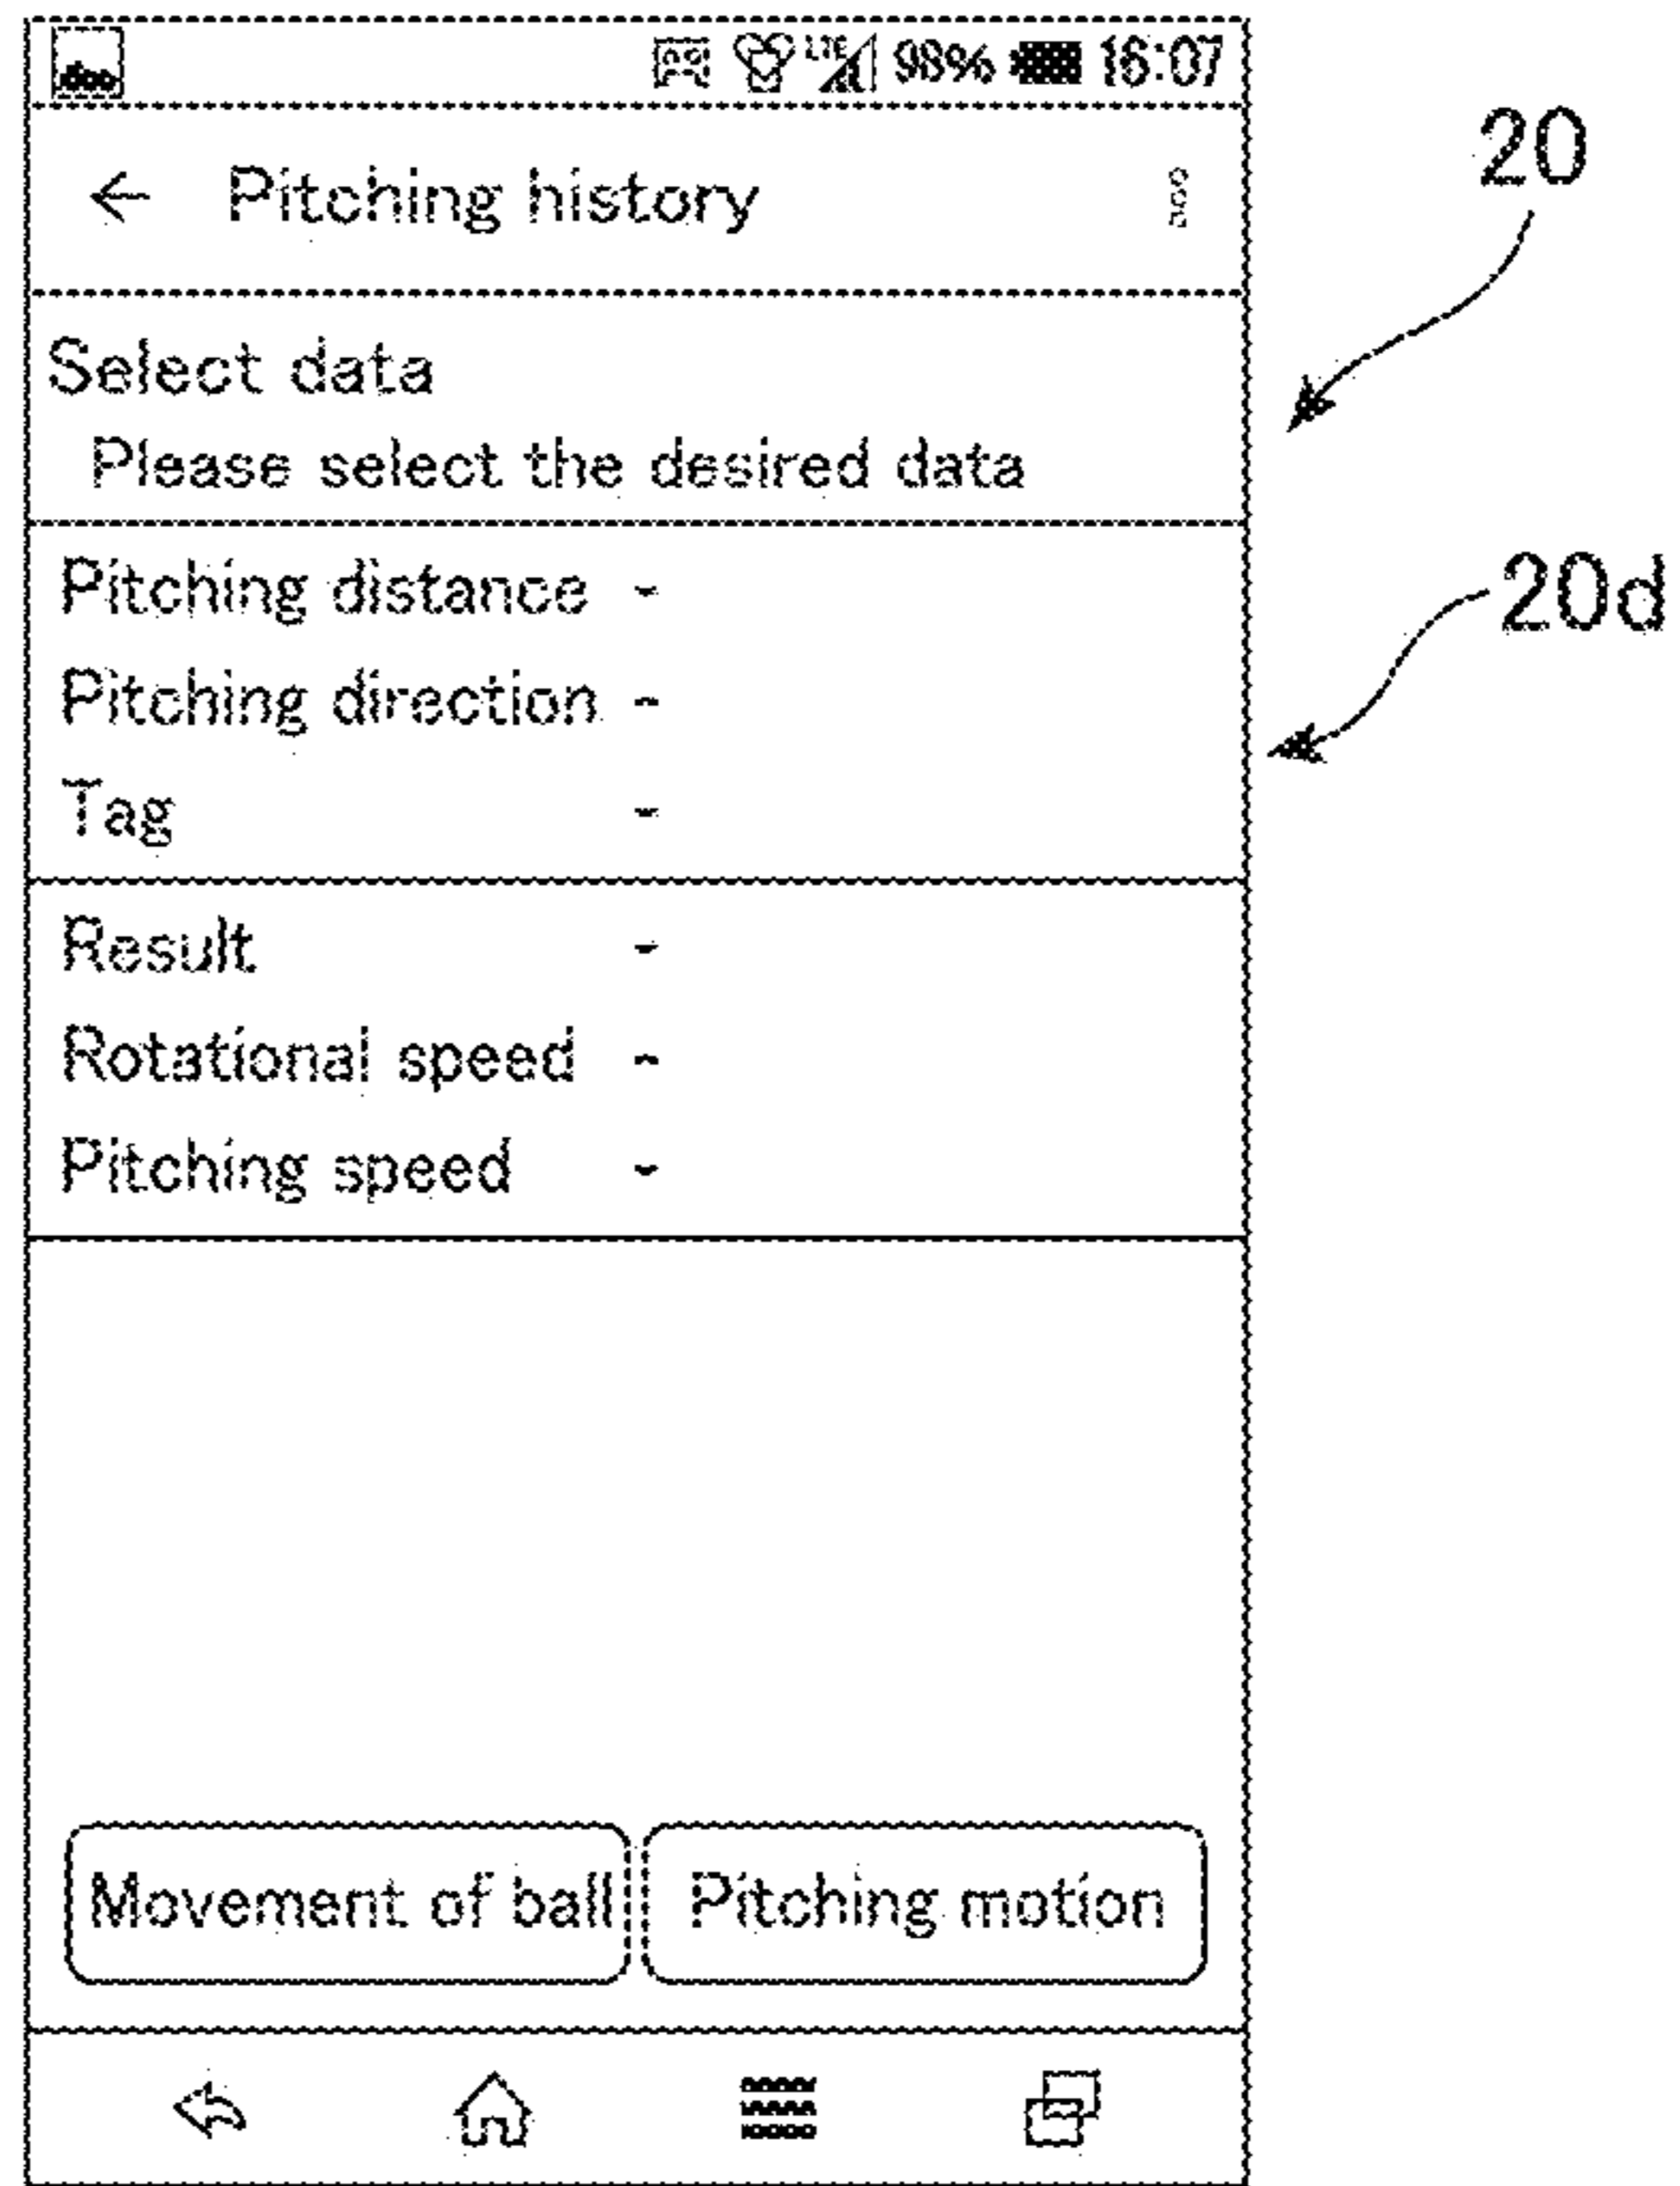 LTE 98% 16:07
← Pitching history
20
Select data
Please select the desired data
Pitching distance -
20d
Pitching direction -
Tag -
Result -
Rotational speed -
Pitching speed -
Movement of ball Pitching motion